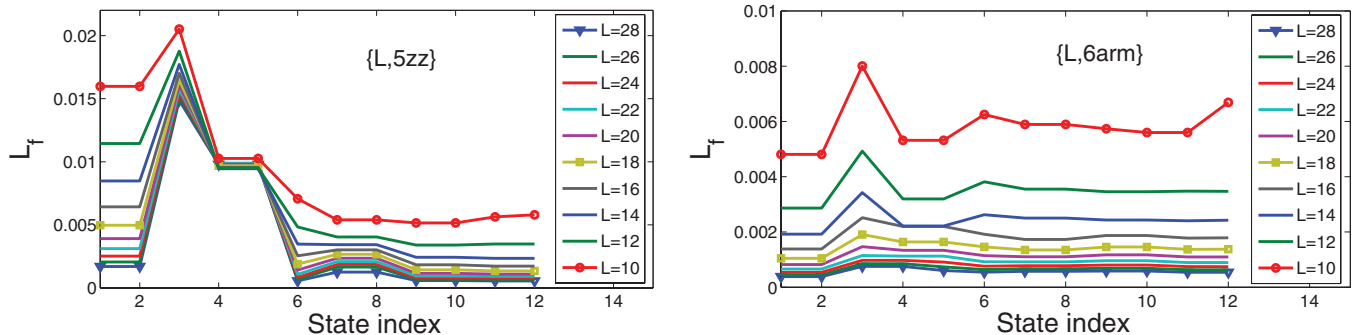 {L,5zz}
L_f
0.02
0.015
0.01
0.005
0
2
4
6
8
10
12
14
State index
L=28
L=26
L=24
L=22
L=20
L=18
L=16
L=14
L=12
L=10
{L,6arm}
L_f
0.01
0.008
0.006
0.004
0.002
0
2
4
6
8
10
12
14
State index
L=28
L=26
L=24
L=22
L=20
L=18
L=16
L=14
L=12
L=10